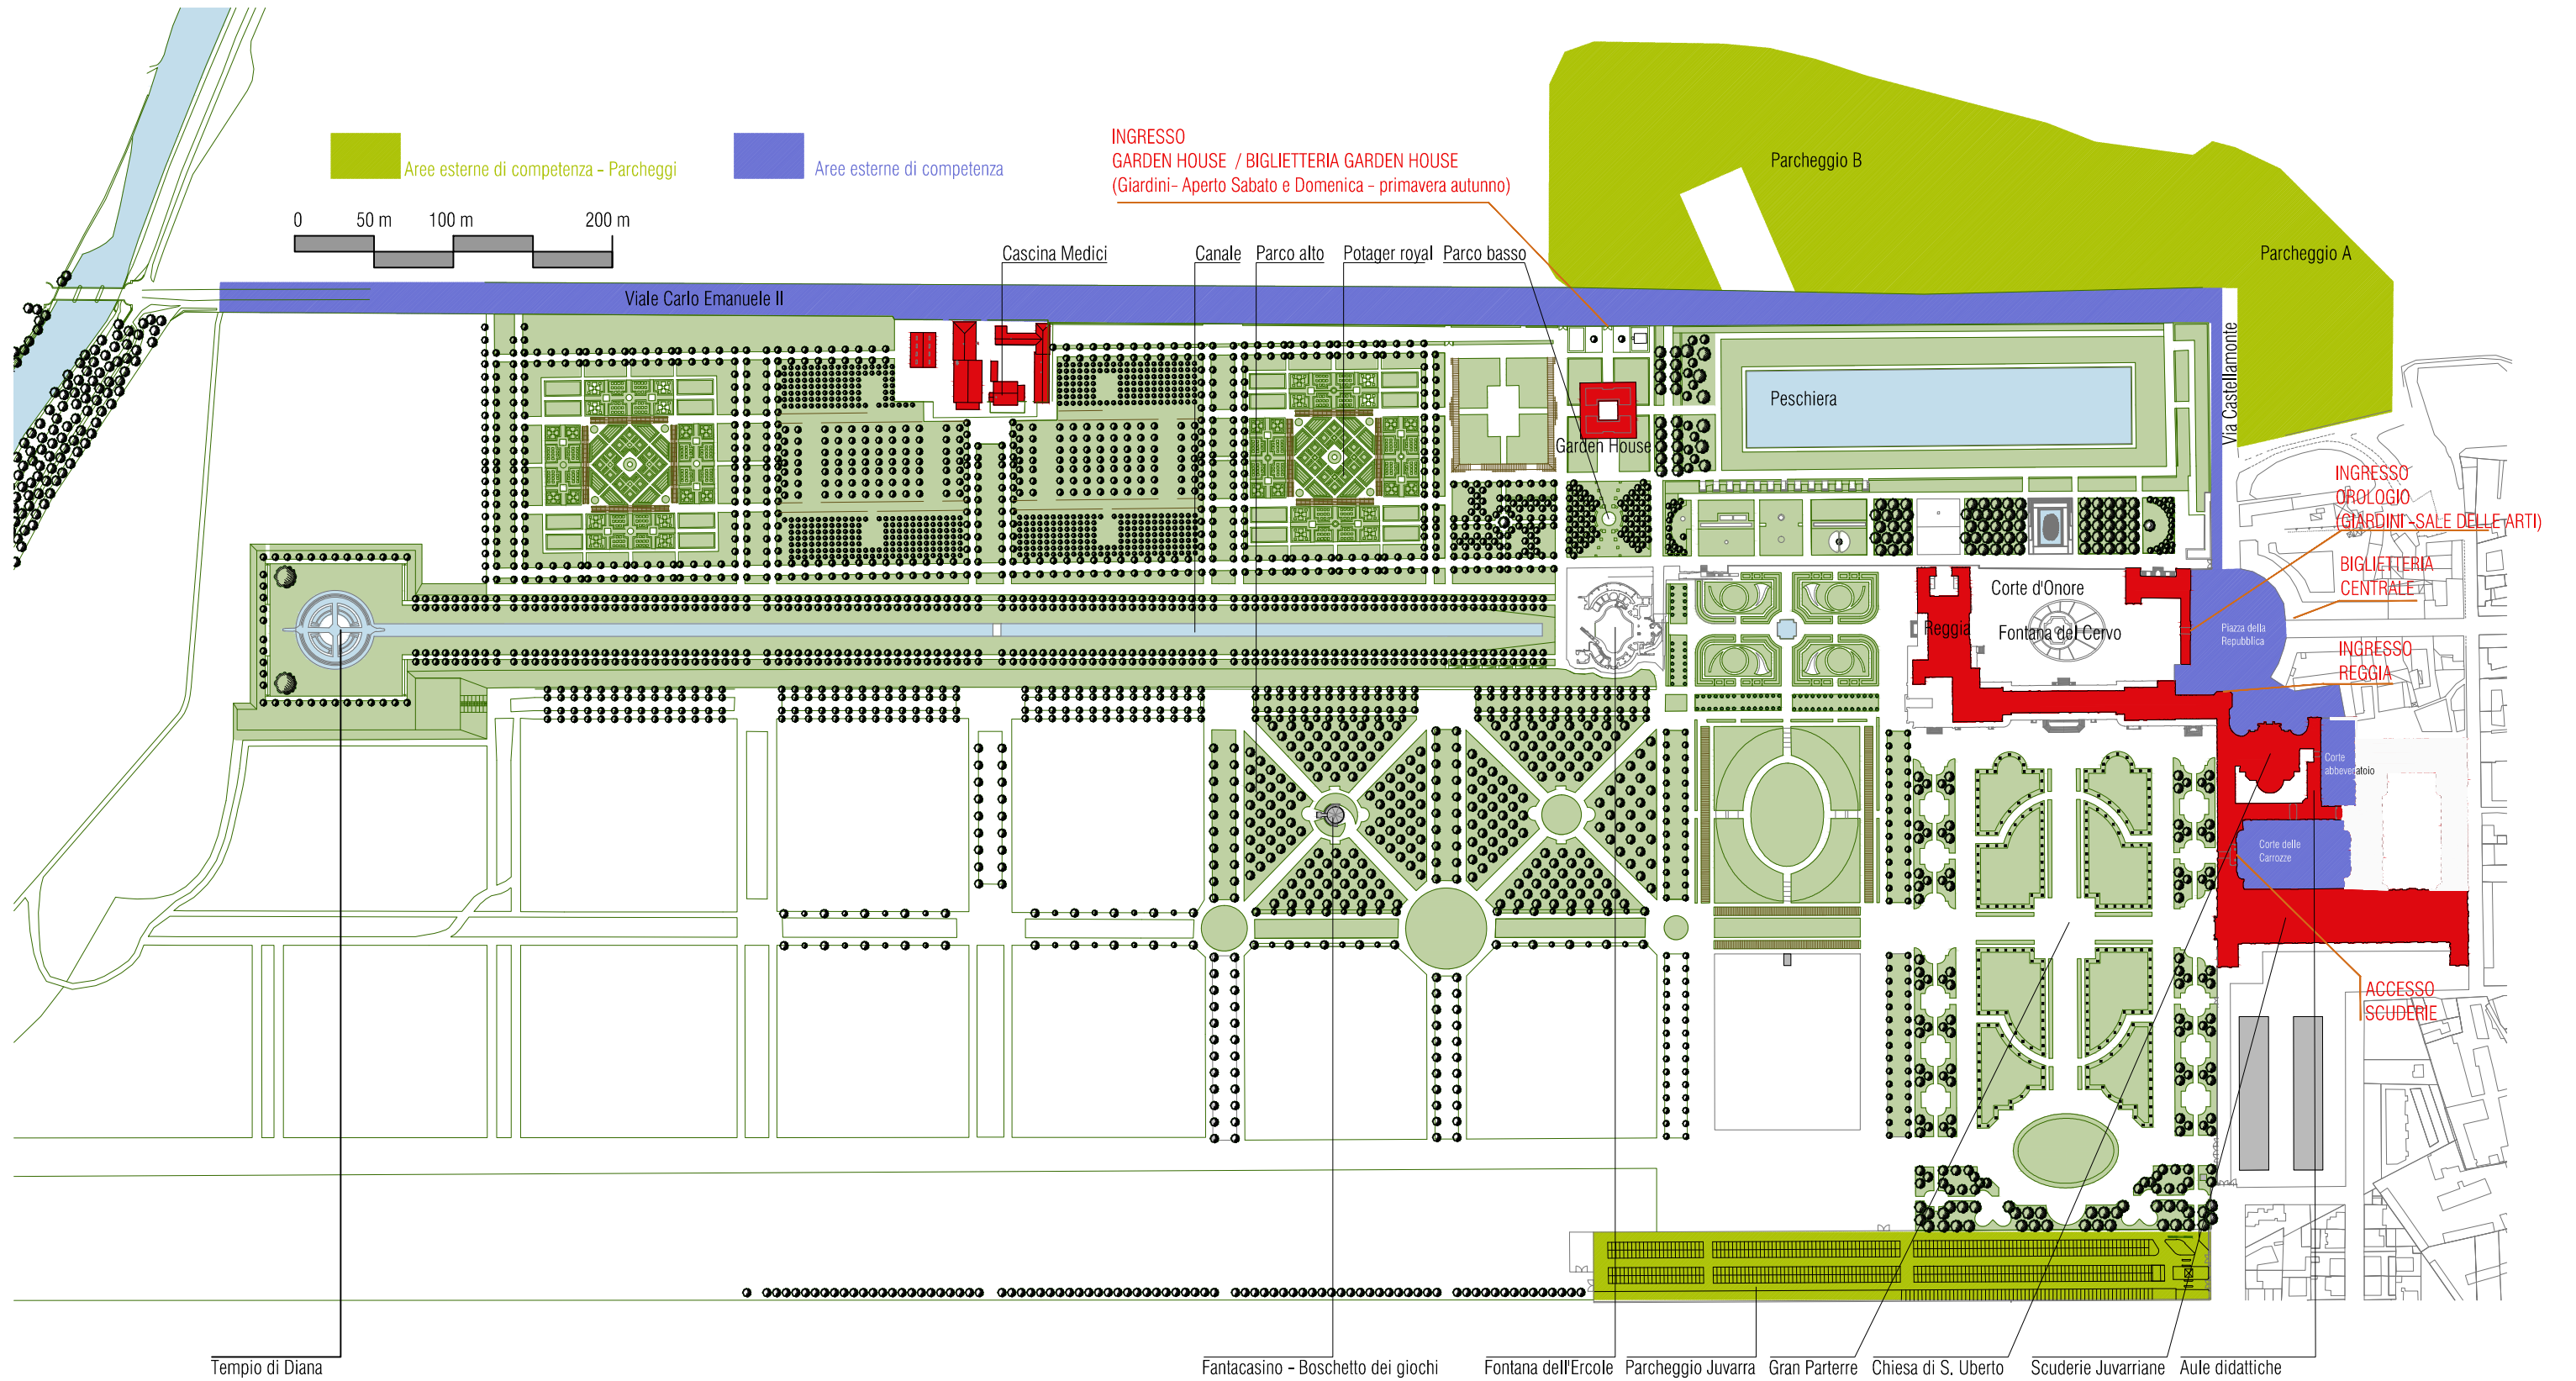 INGRESSO
GARDEN HOUSE / BIGLIETTERIA GARDEN HOUSE
(Giardini- Aperto Sabato e Domenica - primavera autunno)
Parcheggio B
Aree esterne di competenza - Parcheggi
Aree esterne di competenza
0 50 m 100 m 200 m
Cascina Medici
Canale
Parco alto
Potager royal
Parco basso
Parcheggio A
Viale Carlo Emanuele II
Via Castellamonte
Peschiera
Garden House
INGRESSO
OROLOGIO
(GIARDINI -SALE DELLE ARTI)
BIGLIETTERIA
CENTRALE
Corte d'Onore
Reggia
Fontana del Cervo
Piazza della
Repubblica
INGRESSO
REGGIA
Corte
abbeveratoio
Corte delle
Carrozze
ACCESSO
SCUDERIE
Tempio di Diana
Fantacasino - Boschetto dei giochi
Fontana dell'Ercole
Parcheggio Juvarra
Gran Parterre
Chiesa di S. Uberto
Scuderie Juvarriane
Aule didattiche